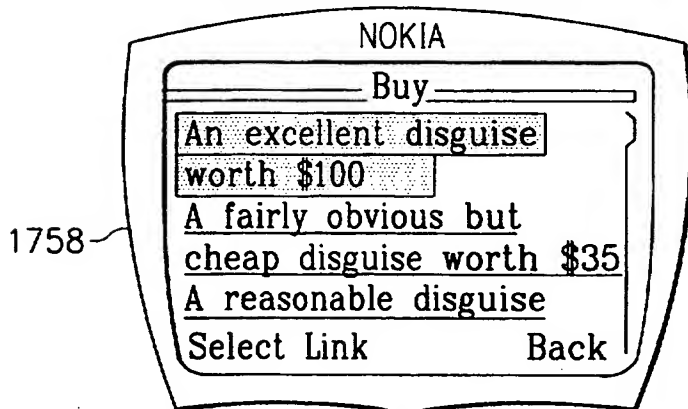 NOKIA
Buy
An excellent disguise
worth $100
A fairly obvious but
1758
cheap disguise worth $35
A reasonable disguise
Select Link Back